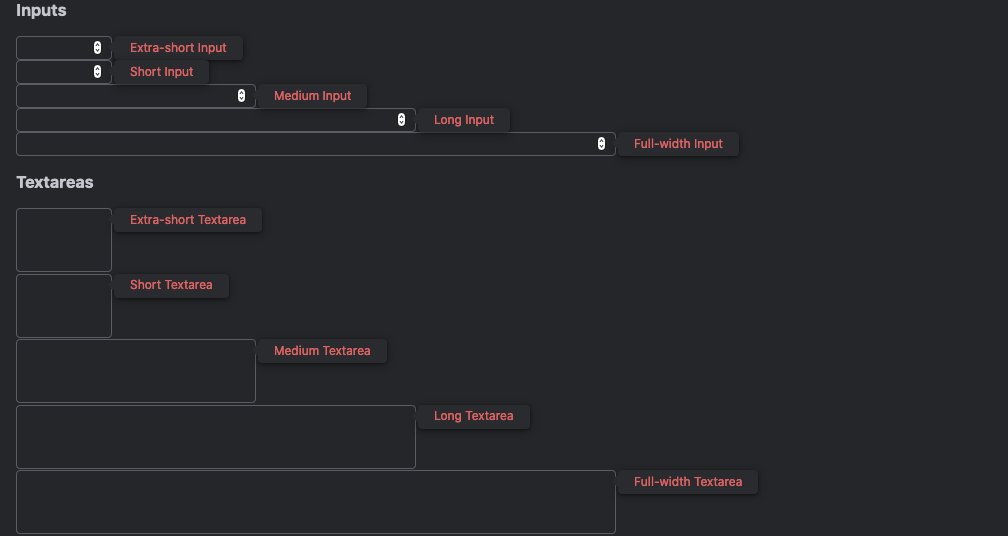 Inputs
Extra-short Input
Short Input
Medium Input
Long Input
Full-width Input
Textareas
Extra-short Textarea
Short Textarea
Medium Textarea
Long Textarea
Full-width Textarea